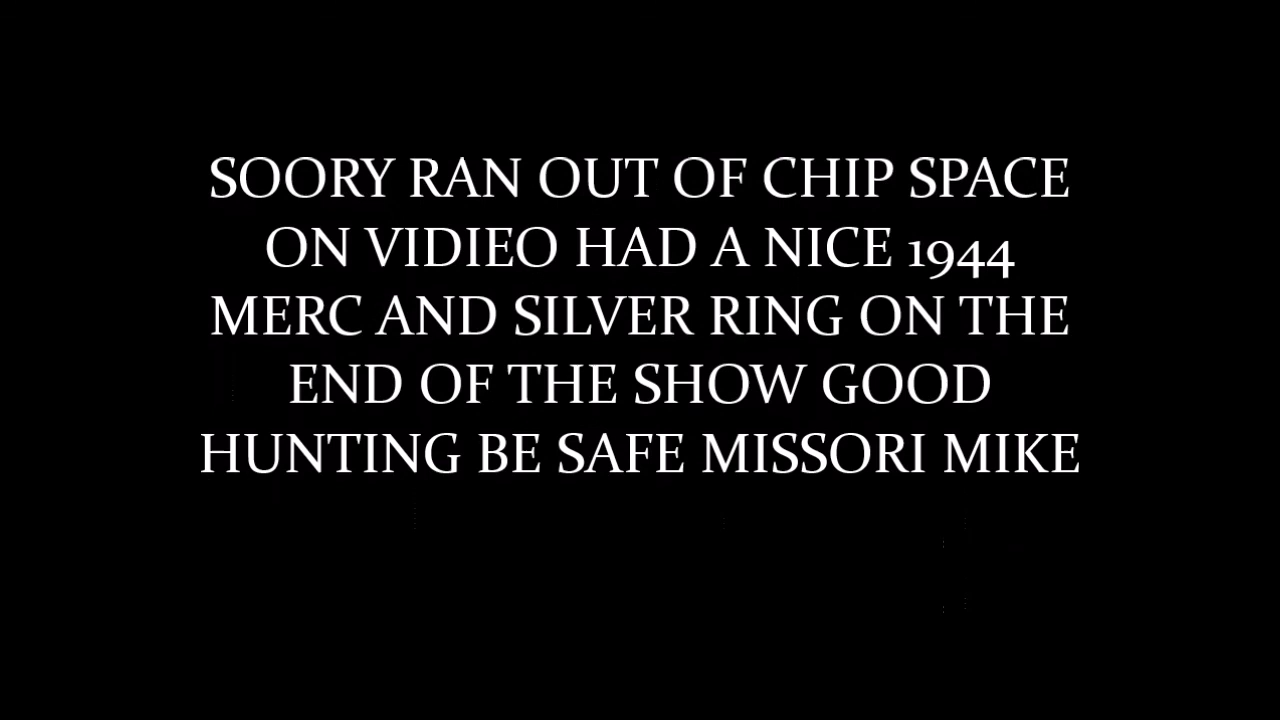 SOORY RAN OUT OF CHIP SPACE
ON VIDIEO HAD A NICE 1944
MERC AND SILVER RING ON THE
END OF THE SHOW GOOD
HUNTING BE SAFE MISSORI MIKE